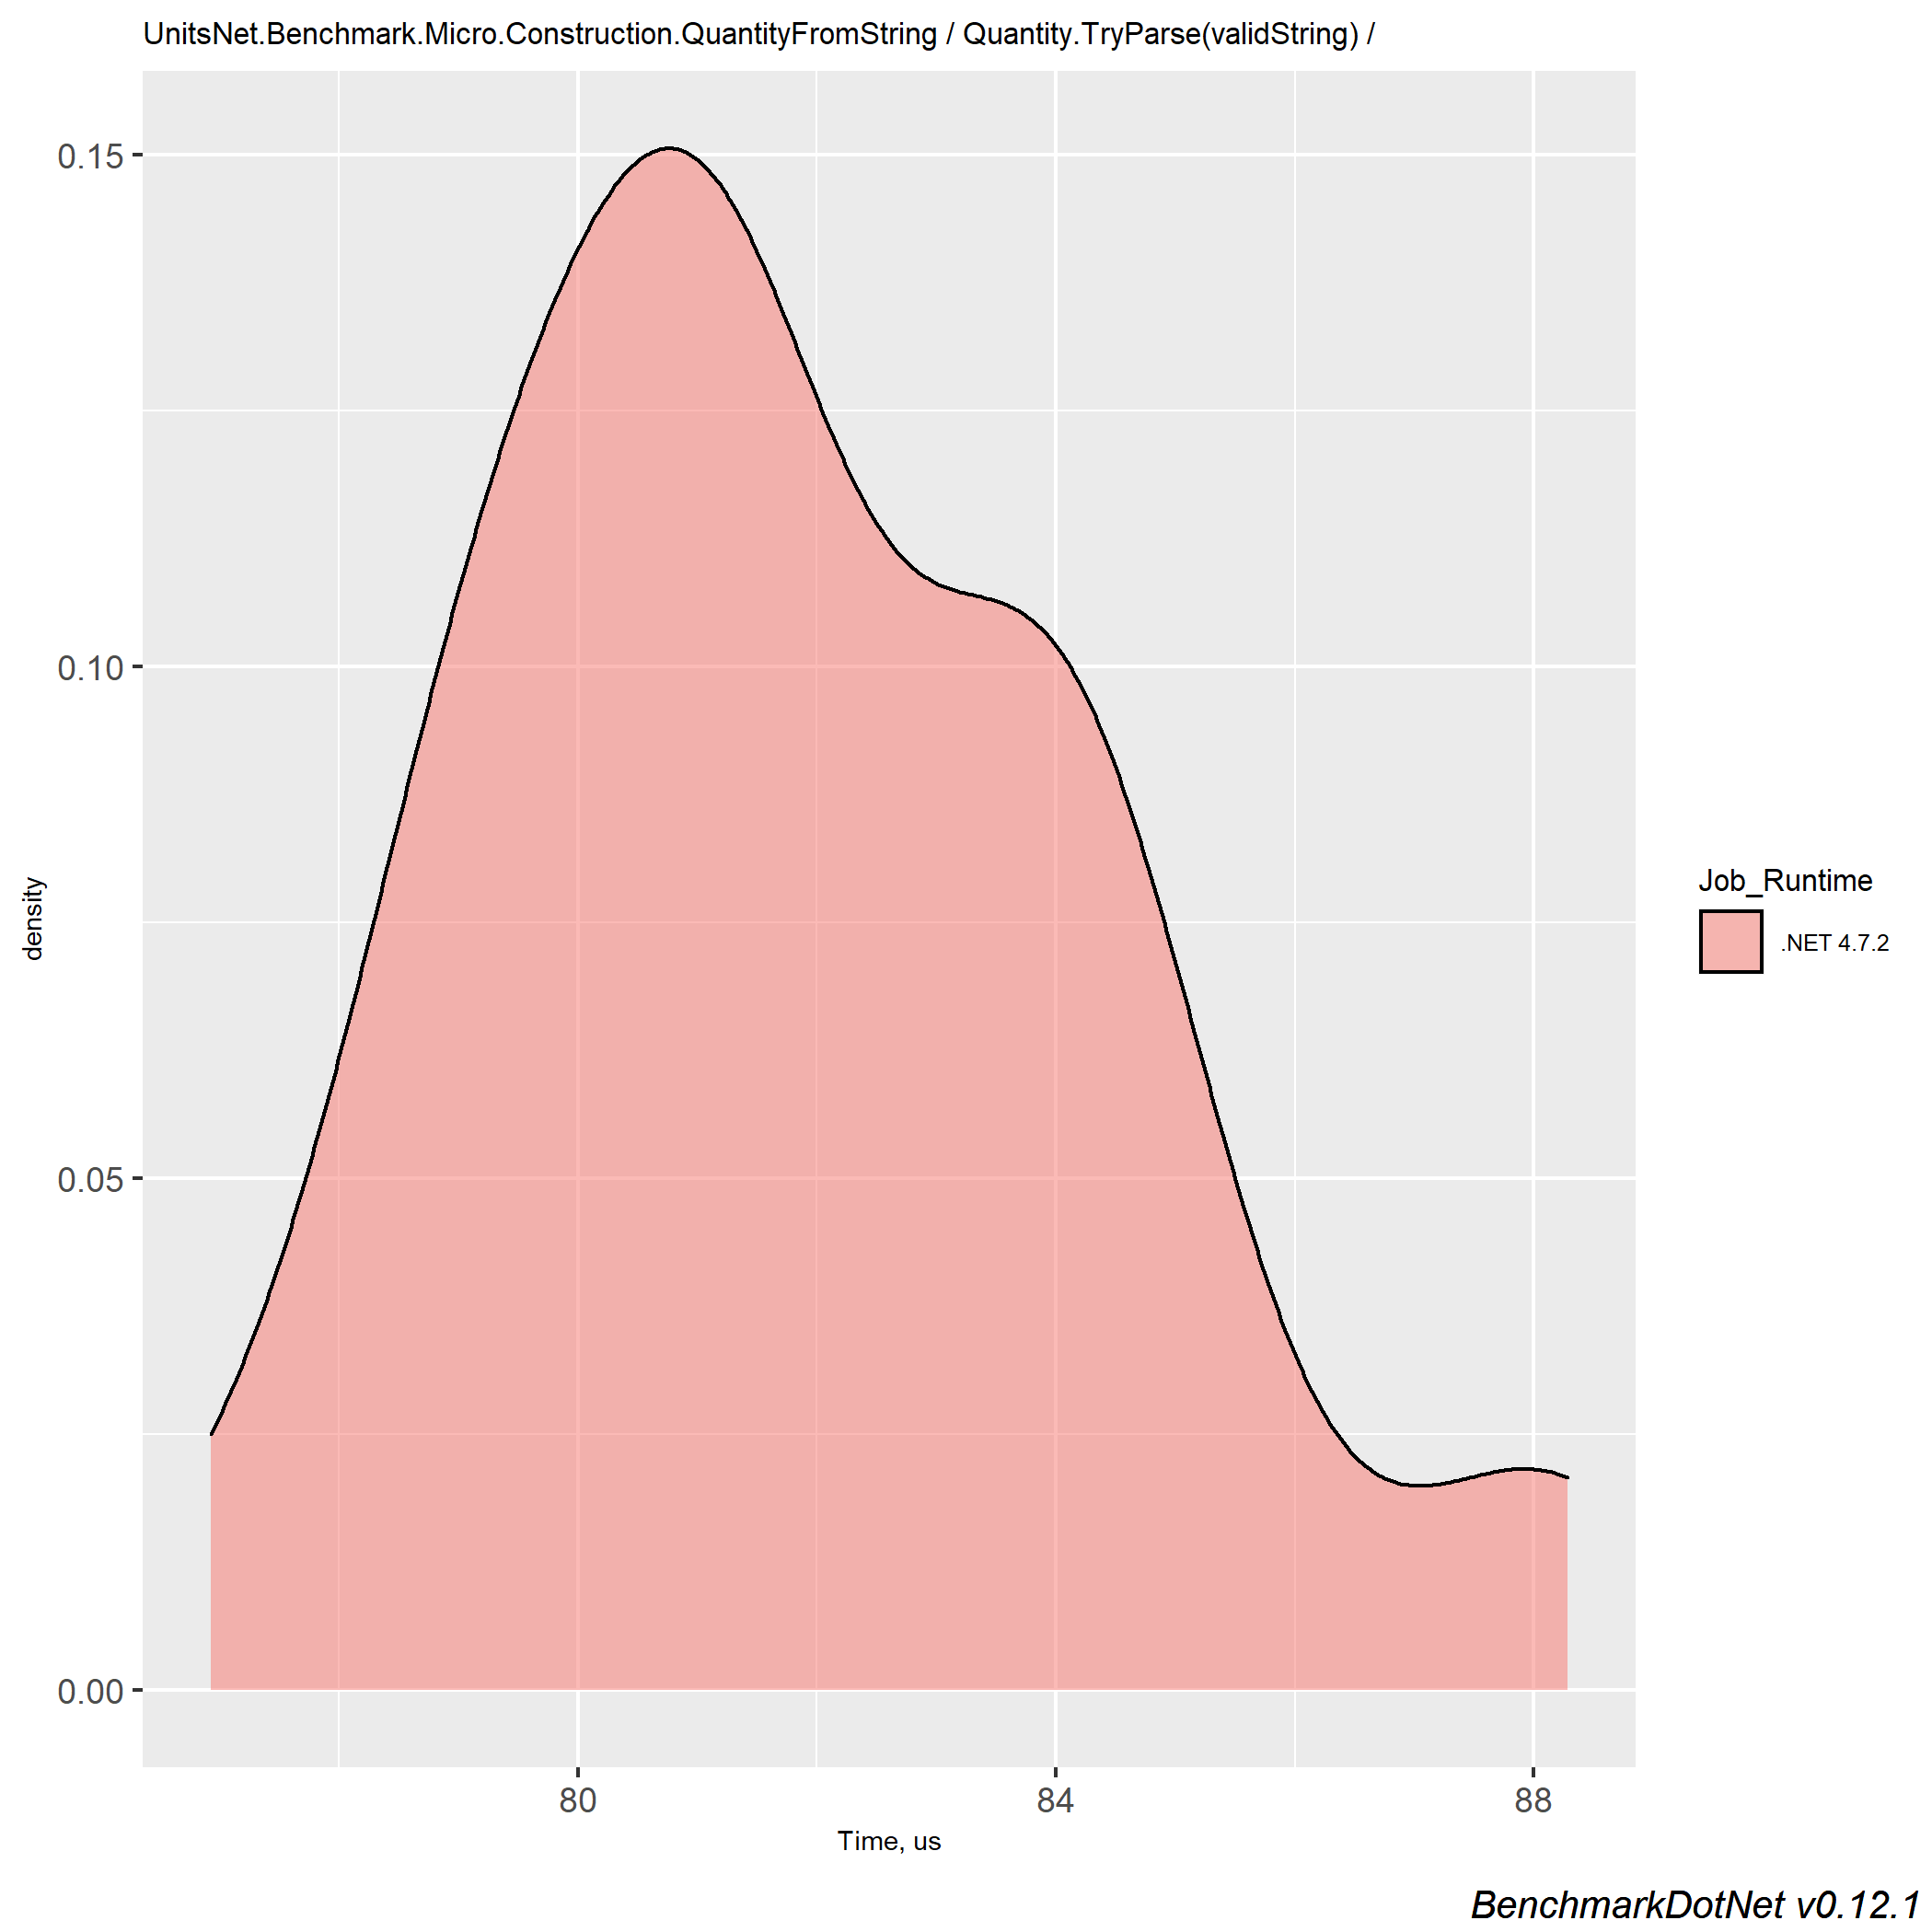 UnitsNet.Benchmark.Micro.Construction.QuantityFromString / Quantity.TryParse(validString) /
0.15
0.10
0.05
0.00
density
80
84
88
Time, us
Job_Runtime
.NET 4.7.2
BenchmarkDotNet v0.12.1